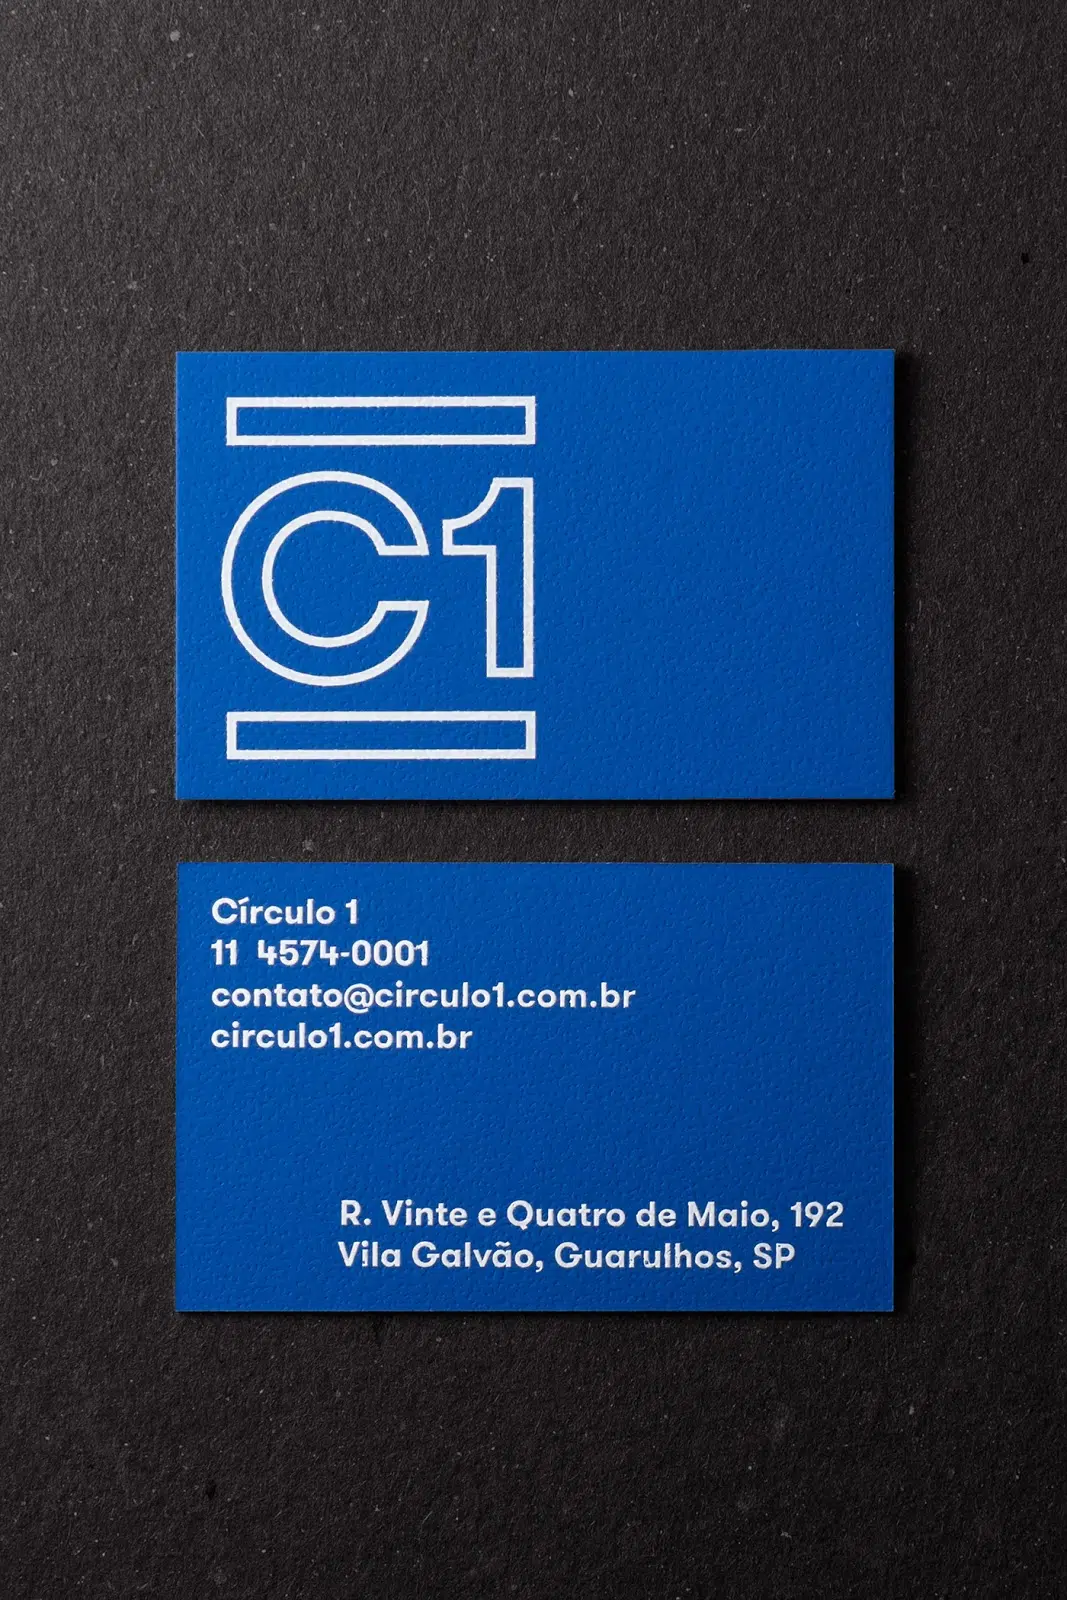 C1
Círculo 1
11 4574-0001
contato@circulo1.com.br
circulo1.com.br
R. Vinte e Quatro de Maio, 192
Vila Galvão, Guarulhos, SP